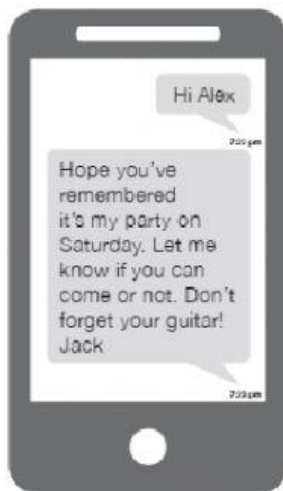 Hi Alex
Hope you've
remembered
it's my party on
Saturday. Let me
know if you can
come or not. Don't
forget your guitar!
Jack